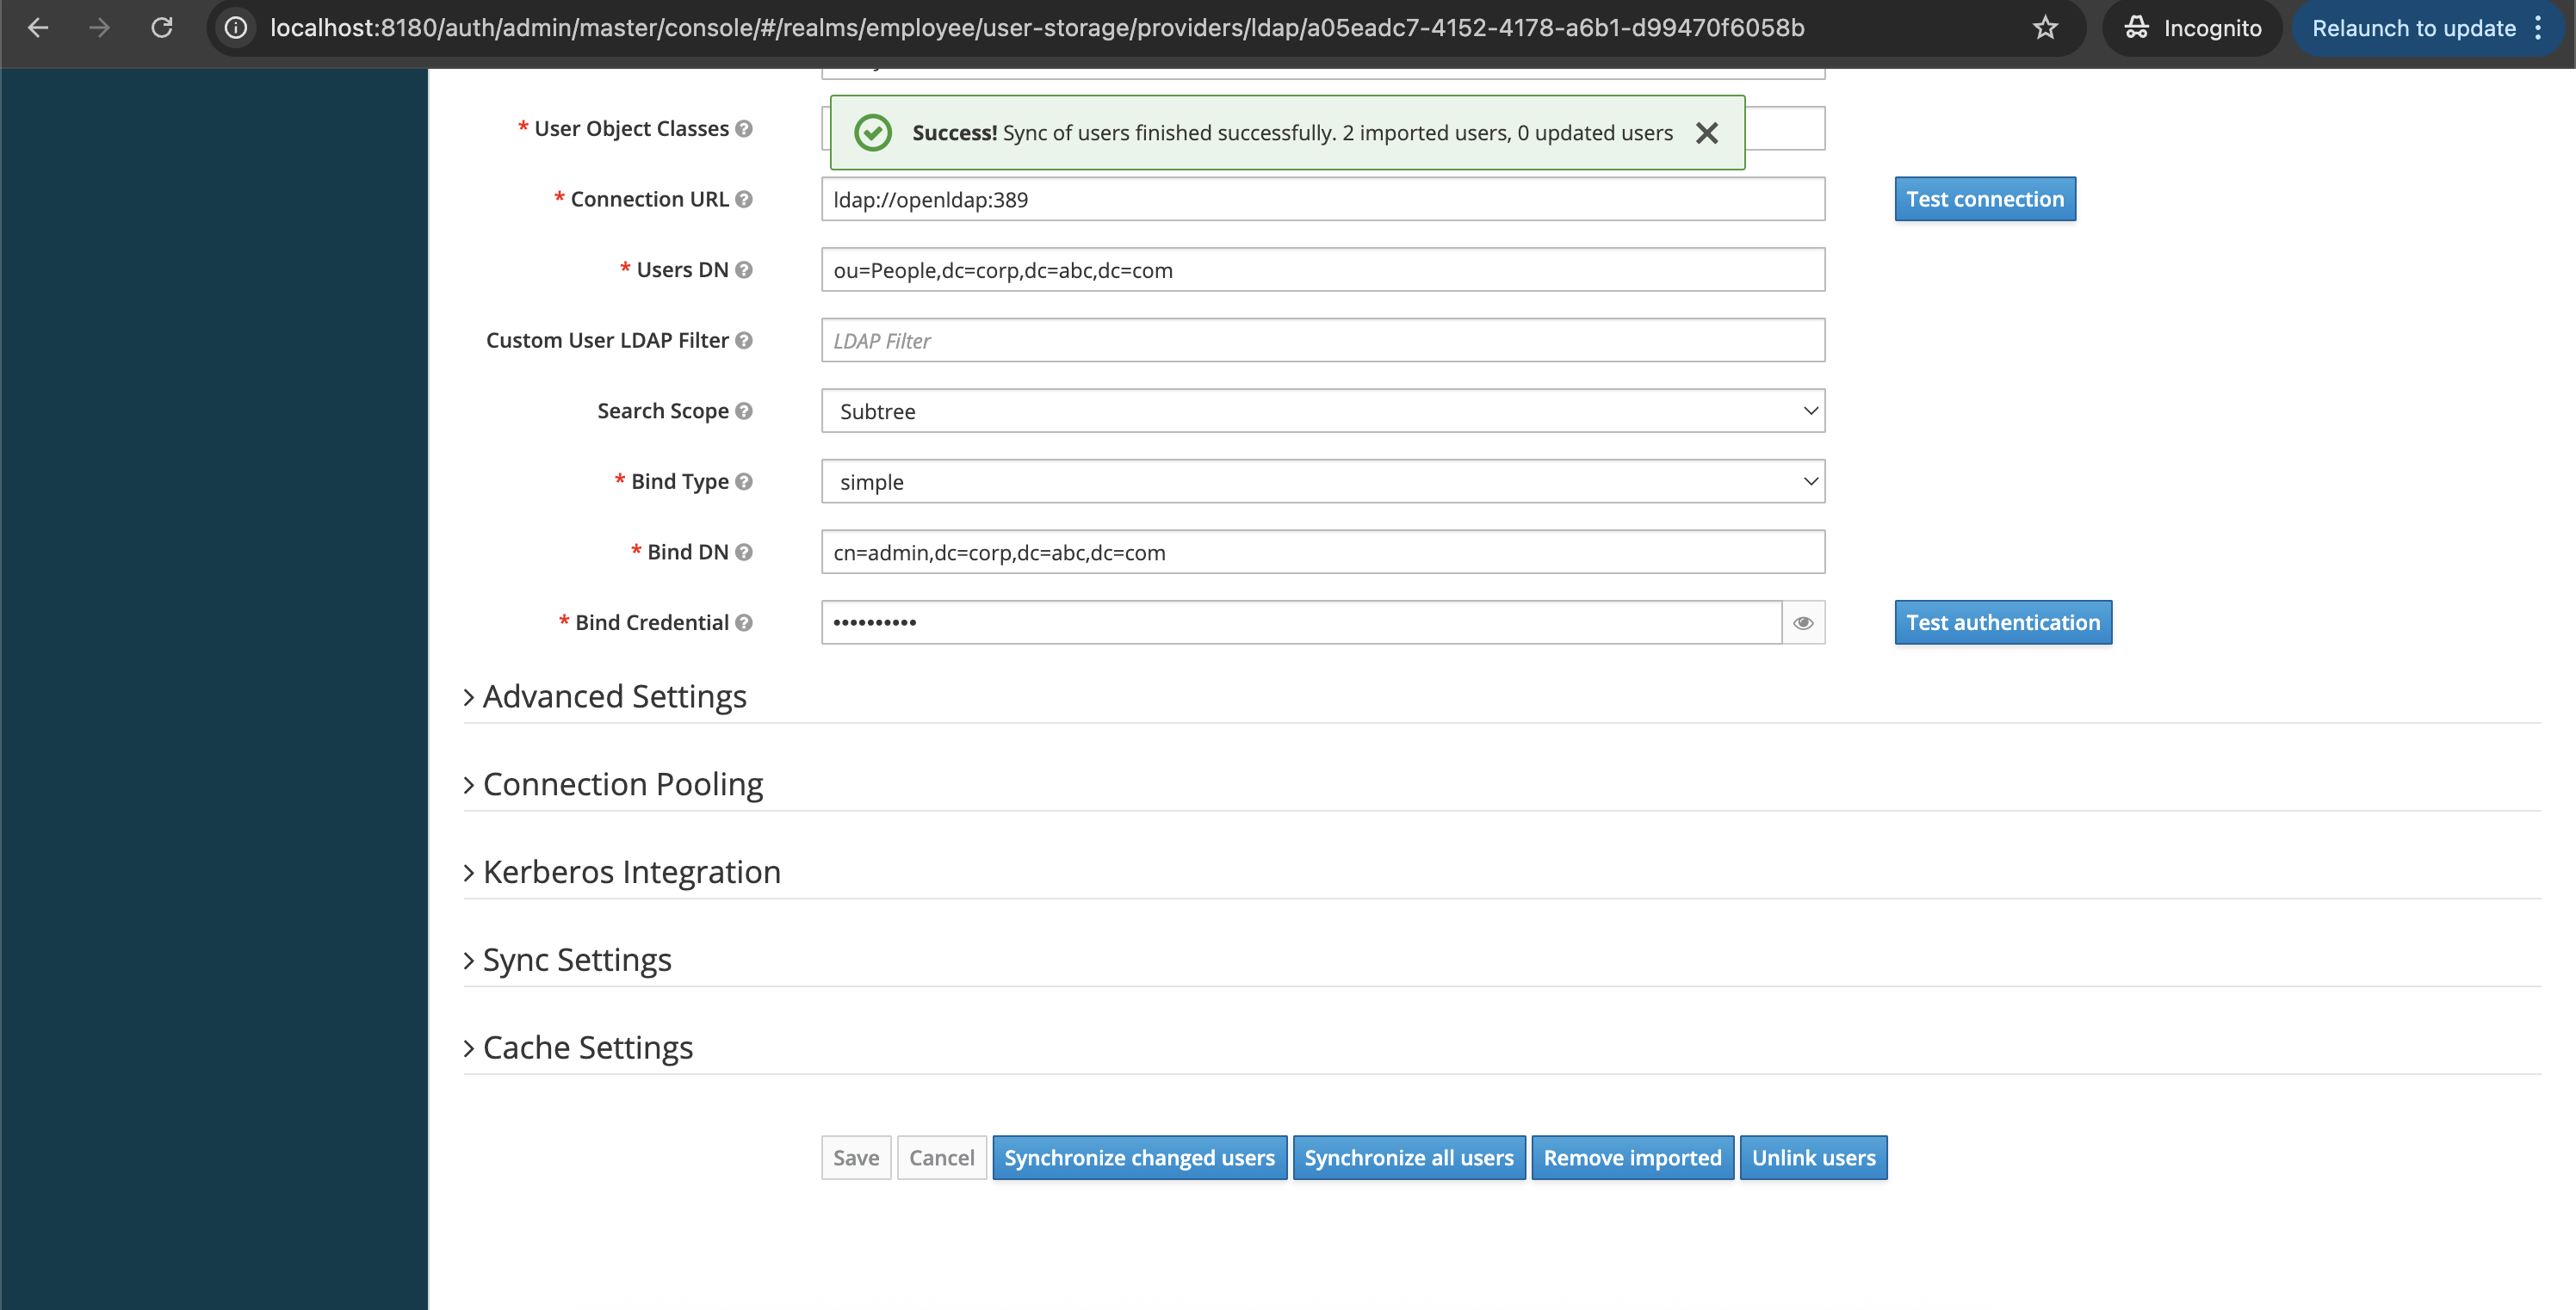 localhost:8180/auth/admin/master/console/#/realms/employee/user-storage/providers/ldap/a05eadc7-4152-4178-a6b1-d99470f6058b
Incognito
Relaunch to update
* User Object Classes
Success! Sync of users finished successfully. 2 imported users, 0 updated users
* Connection URL
ldap://openldap:389
Test connection
* Users DN
ou=People,dc=corp,dc=abc,dc=com
Custom User LDAP Filter
LDAP Filter
Search Scope
Subtree
* Bind Type
simple
* Bind DN
cn=admin,dc=corp,dc=abc,dc=com
* Bind Credential
••••••••••
Test authentication
Advanced Settings
Connection Pooling
Kerberos Integration
Sync Settings
Cache Settings
Save
Cancel
Synchronize changed users
Synchronize all users
Remove imported
Unlink users